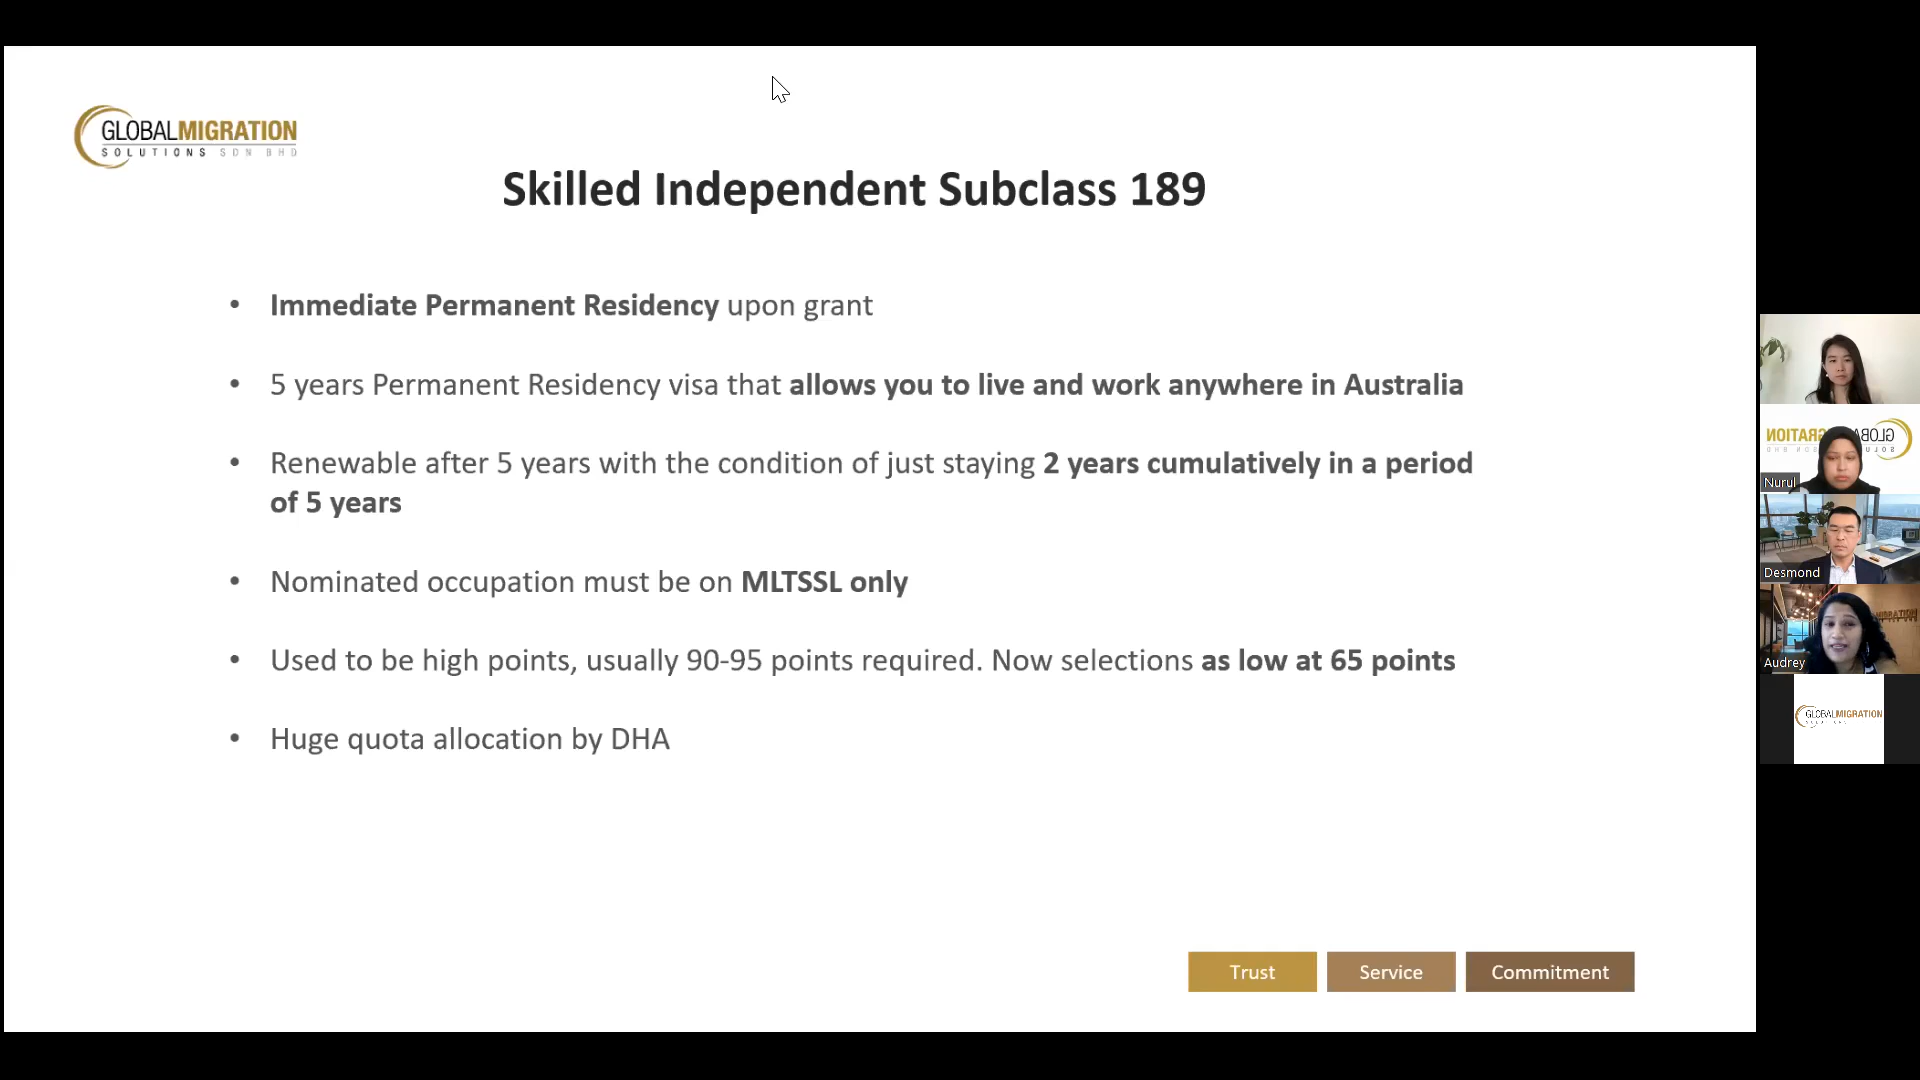 GLOBALMIGRATION
SOLUTIONS SDN BHD
Skilled Independent Subclass 189
• Immediate Permanent Residency upon grant
• 5 years Permanent Residency visa that allows you to live and work anywhere in Australia
• Renewable after 5 years with the condition of just staying 2 years cumulatively in a period
of 5 years
• Nominated occupation must be on MLTSSL only
• Used to be high points, usually 90-95 points required. Now selections as low at 65 points
• Huge quota allocation by DHA
Trust
Service
Commitment
Nurul
Desmond
Audrey
GLOBALMIGRATION